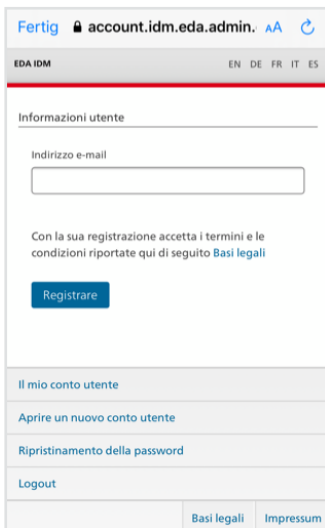 Fertig account.idm.eda.admin. AA
EDA IDM EN DE FR IT ES
Informazioni utente
Indirizzo e-mail
Con la sua registrazione accetta i termini e le
condizioni riportate qui di seguito Basi legali
Registrare
Il mio conto utente
Aprire un nuovo conto utente
Ripristinamento della password
Logout
Basi legali Impressum